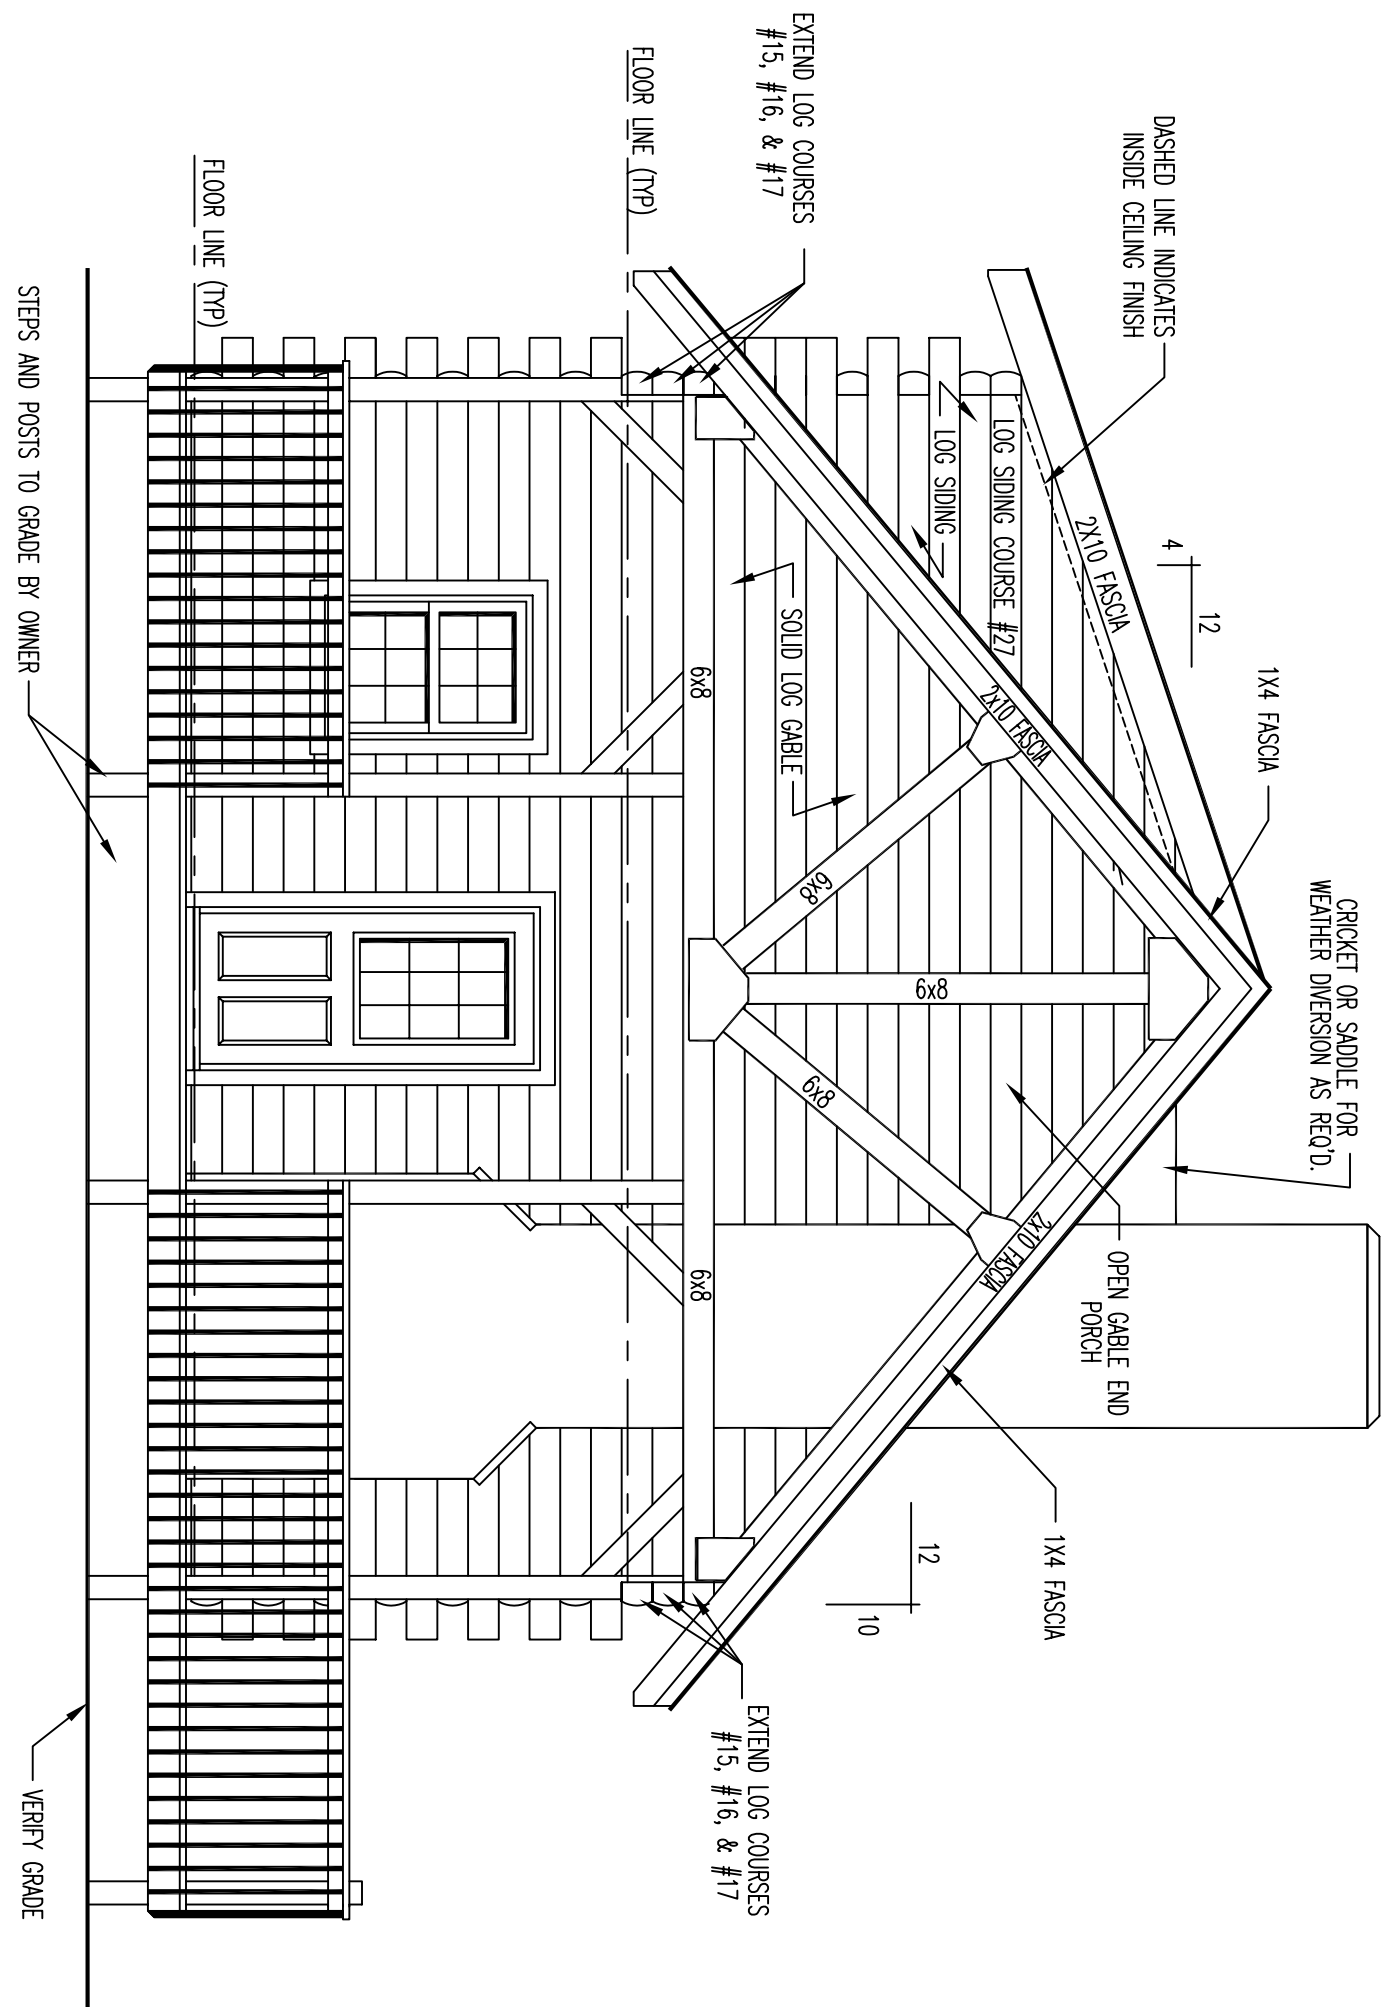 CRICKET OR SADDLE FOR
WEATHER DIVERSION AS REQ'D.
1X4 FASCIA
12
4
DASHED LINE INDICATES
INSIDE CEILING FINISH
2X10 FASCIA
LOG SIDING COURSE #27
LOG SIDING
2x10 FASCIA
2x10 FASCIA
OPEN GABLE END
PORCH
1X4 FASCIA
12
10
6x8
6x8
6x8
SOLID LOG GABLE
EXTEND LOG COURSES
#15, #16, & #17
EXTEND LOG COURSES
#15, #16, & #17
6x8
6x8
FLOOR LINE (TYP)
FLOOR LINE (TYP)
STEPS AND POSTS TO GRADE BY OWNER
VERIFY GRADE